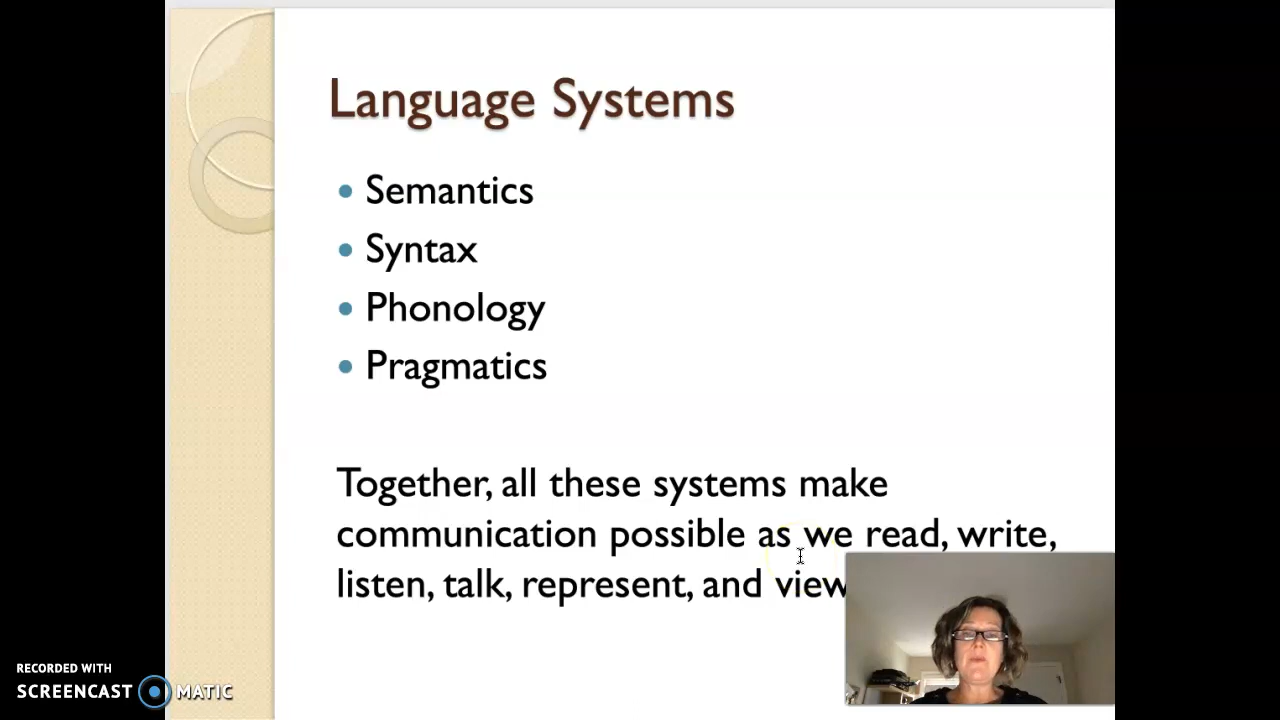 Language Systems
Semantics
Syntax
Phonology
Pragmatics
Together, all these systems make
communication possible as we read, write,
listen, talk, represent, and view
RECORDED WITH
SCREENCAST MATIC